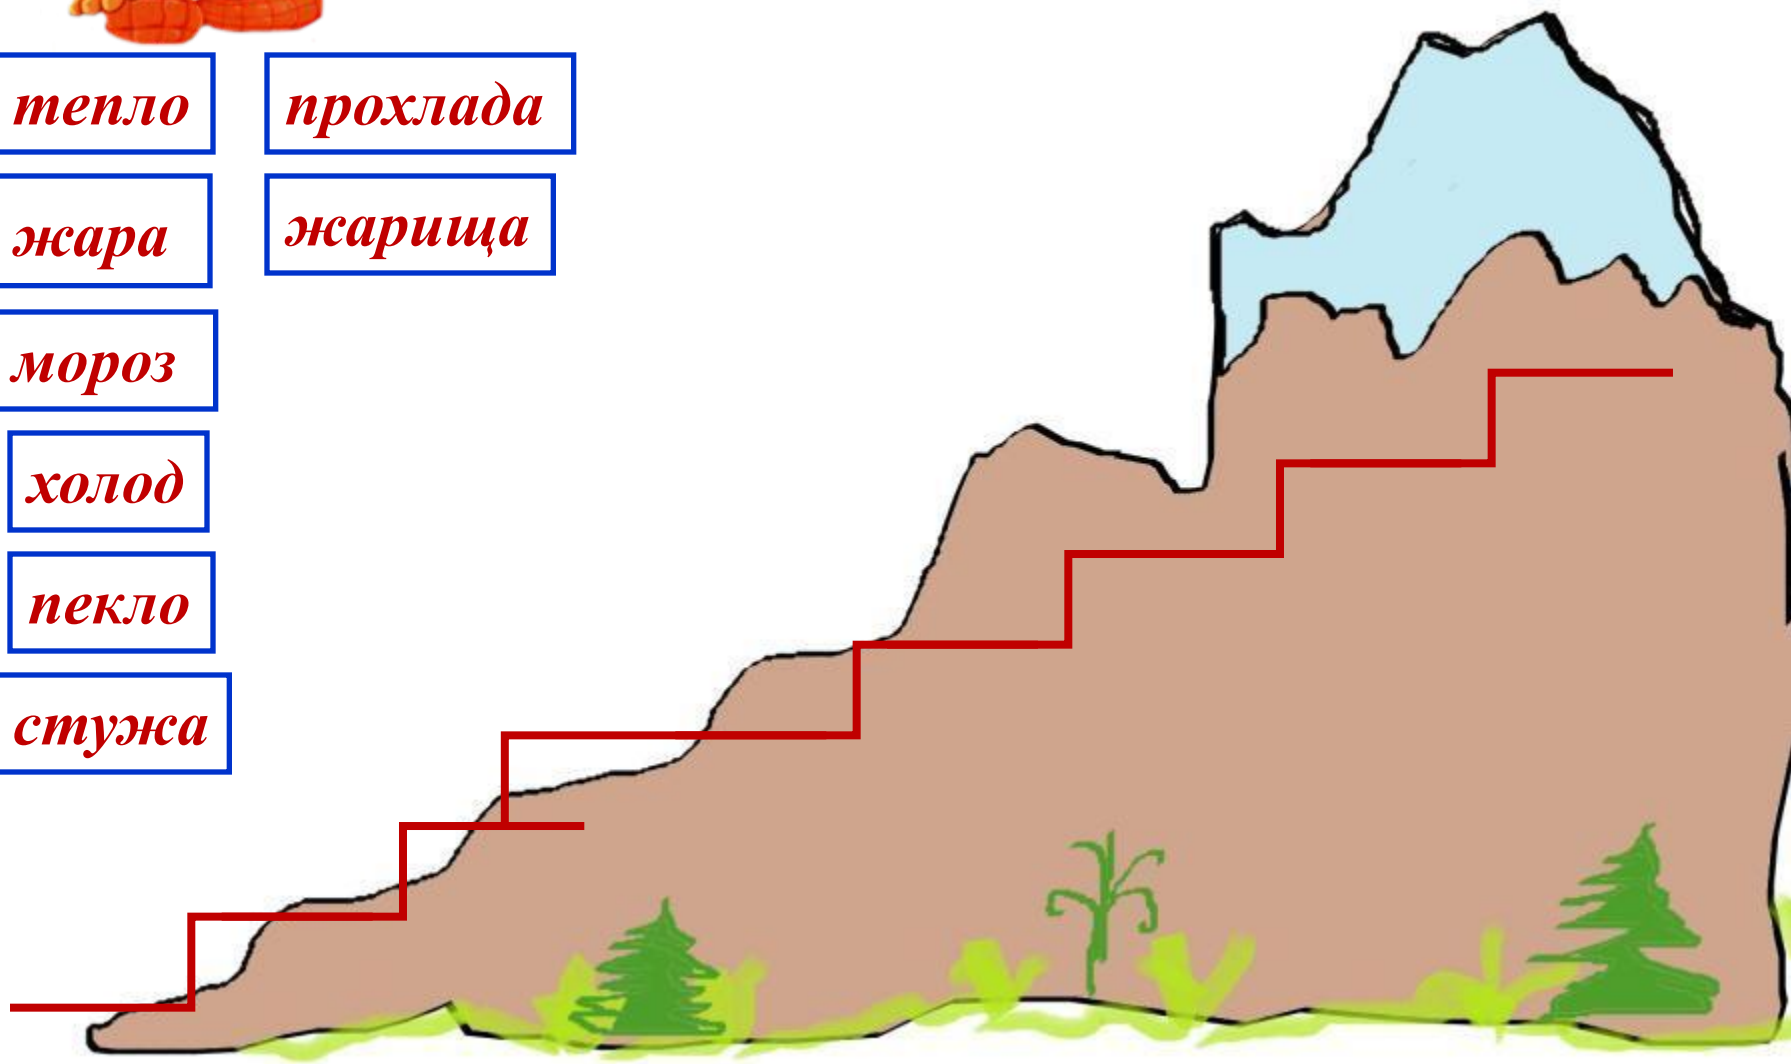 тепло
прохлада
жара
жарища
мороз
холод
пекло
стужа